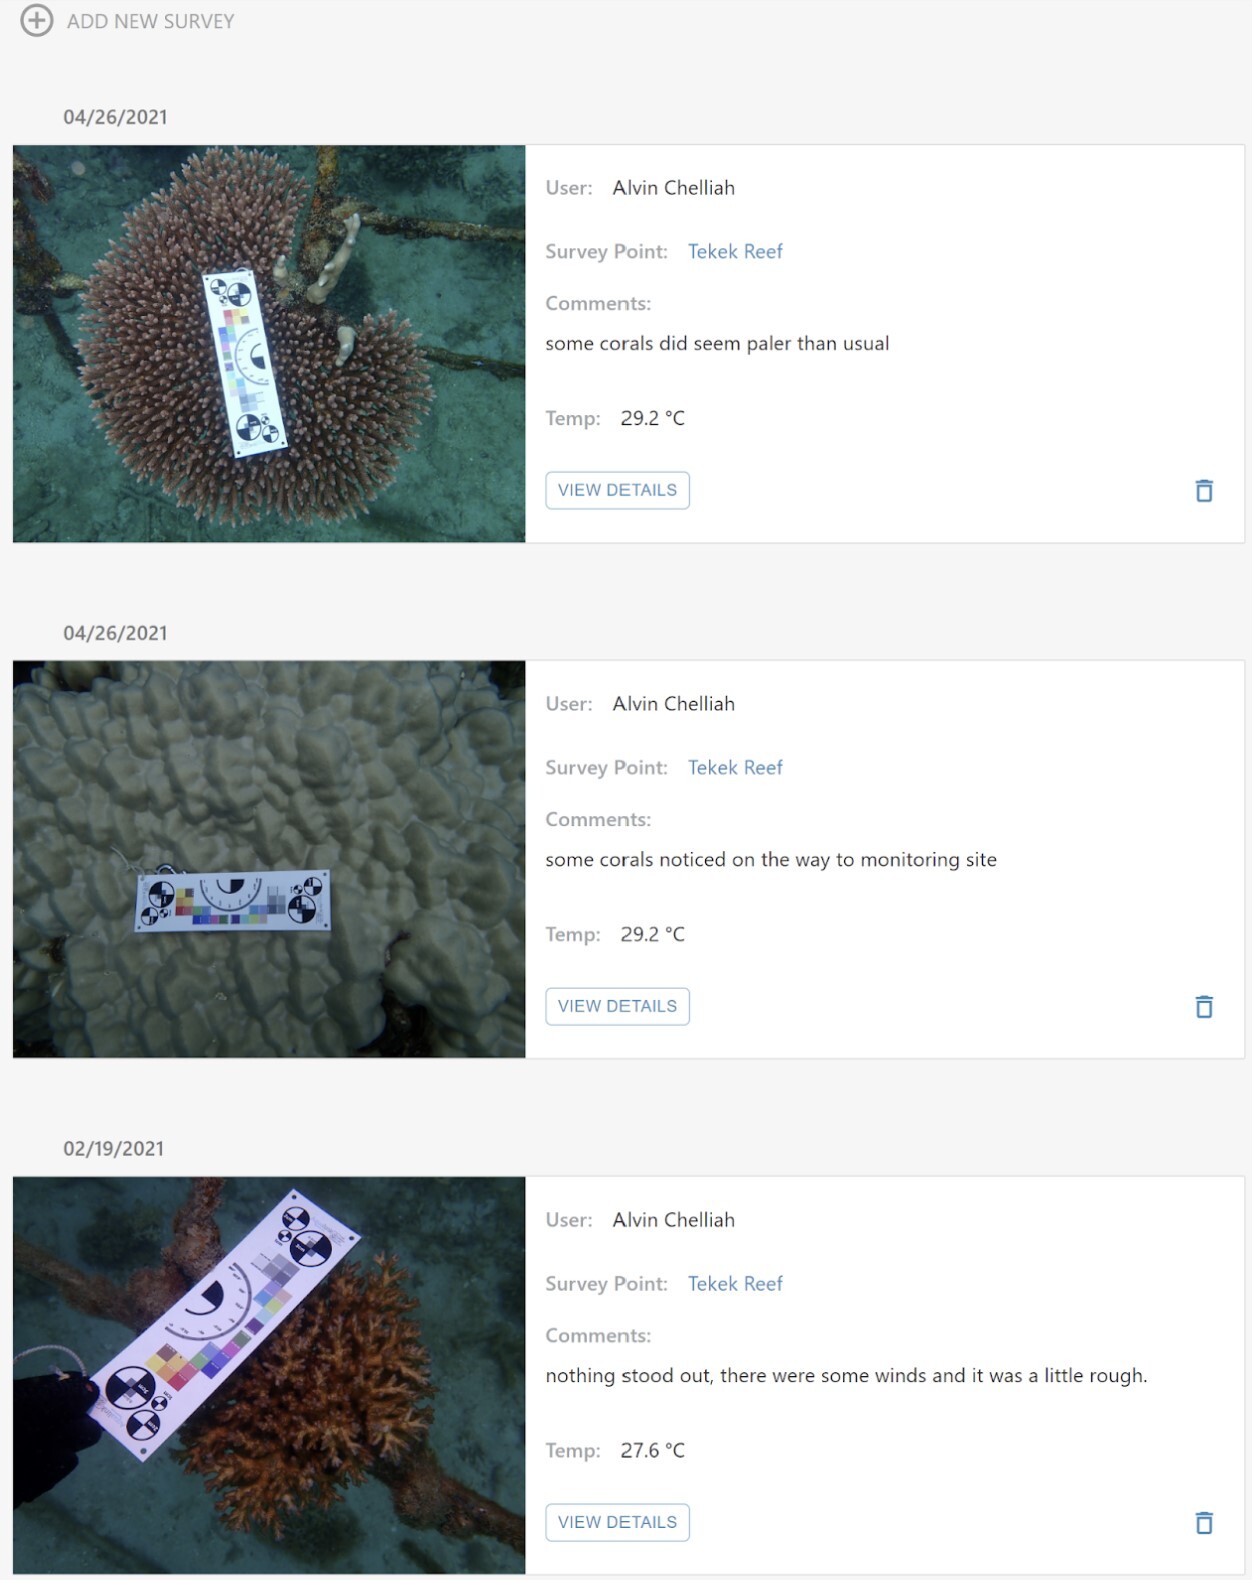 ADD NEW SURVEY
04/26/2021
User: Alvin Chelliah
Survey Point: Tekek Reef
Comments:
some corals did seem paler than usual
Temp: 29.2 °C
VIEW DETAILS
04/26/2021
User: Alvin Chelliah
Survey Point: Tekek Reef
Comments:
some corals noticed on the way to monitoring site
Temp: 29.2 °C
VIEW DETAILS
02/19/2021
User: Alvin Chelliah
Survey Point: Tekek Reef
Comments:
nothing stood out, there were some winds and it was a little rough.
Temp: 27.6 °C
VIEW DETAILS